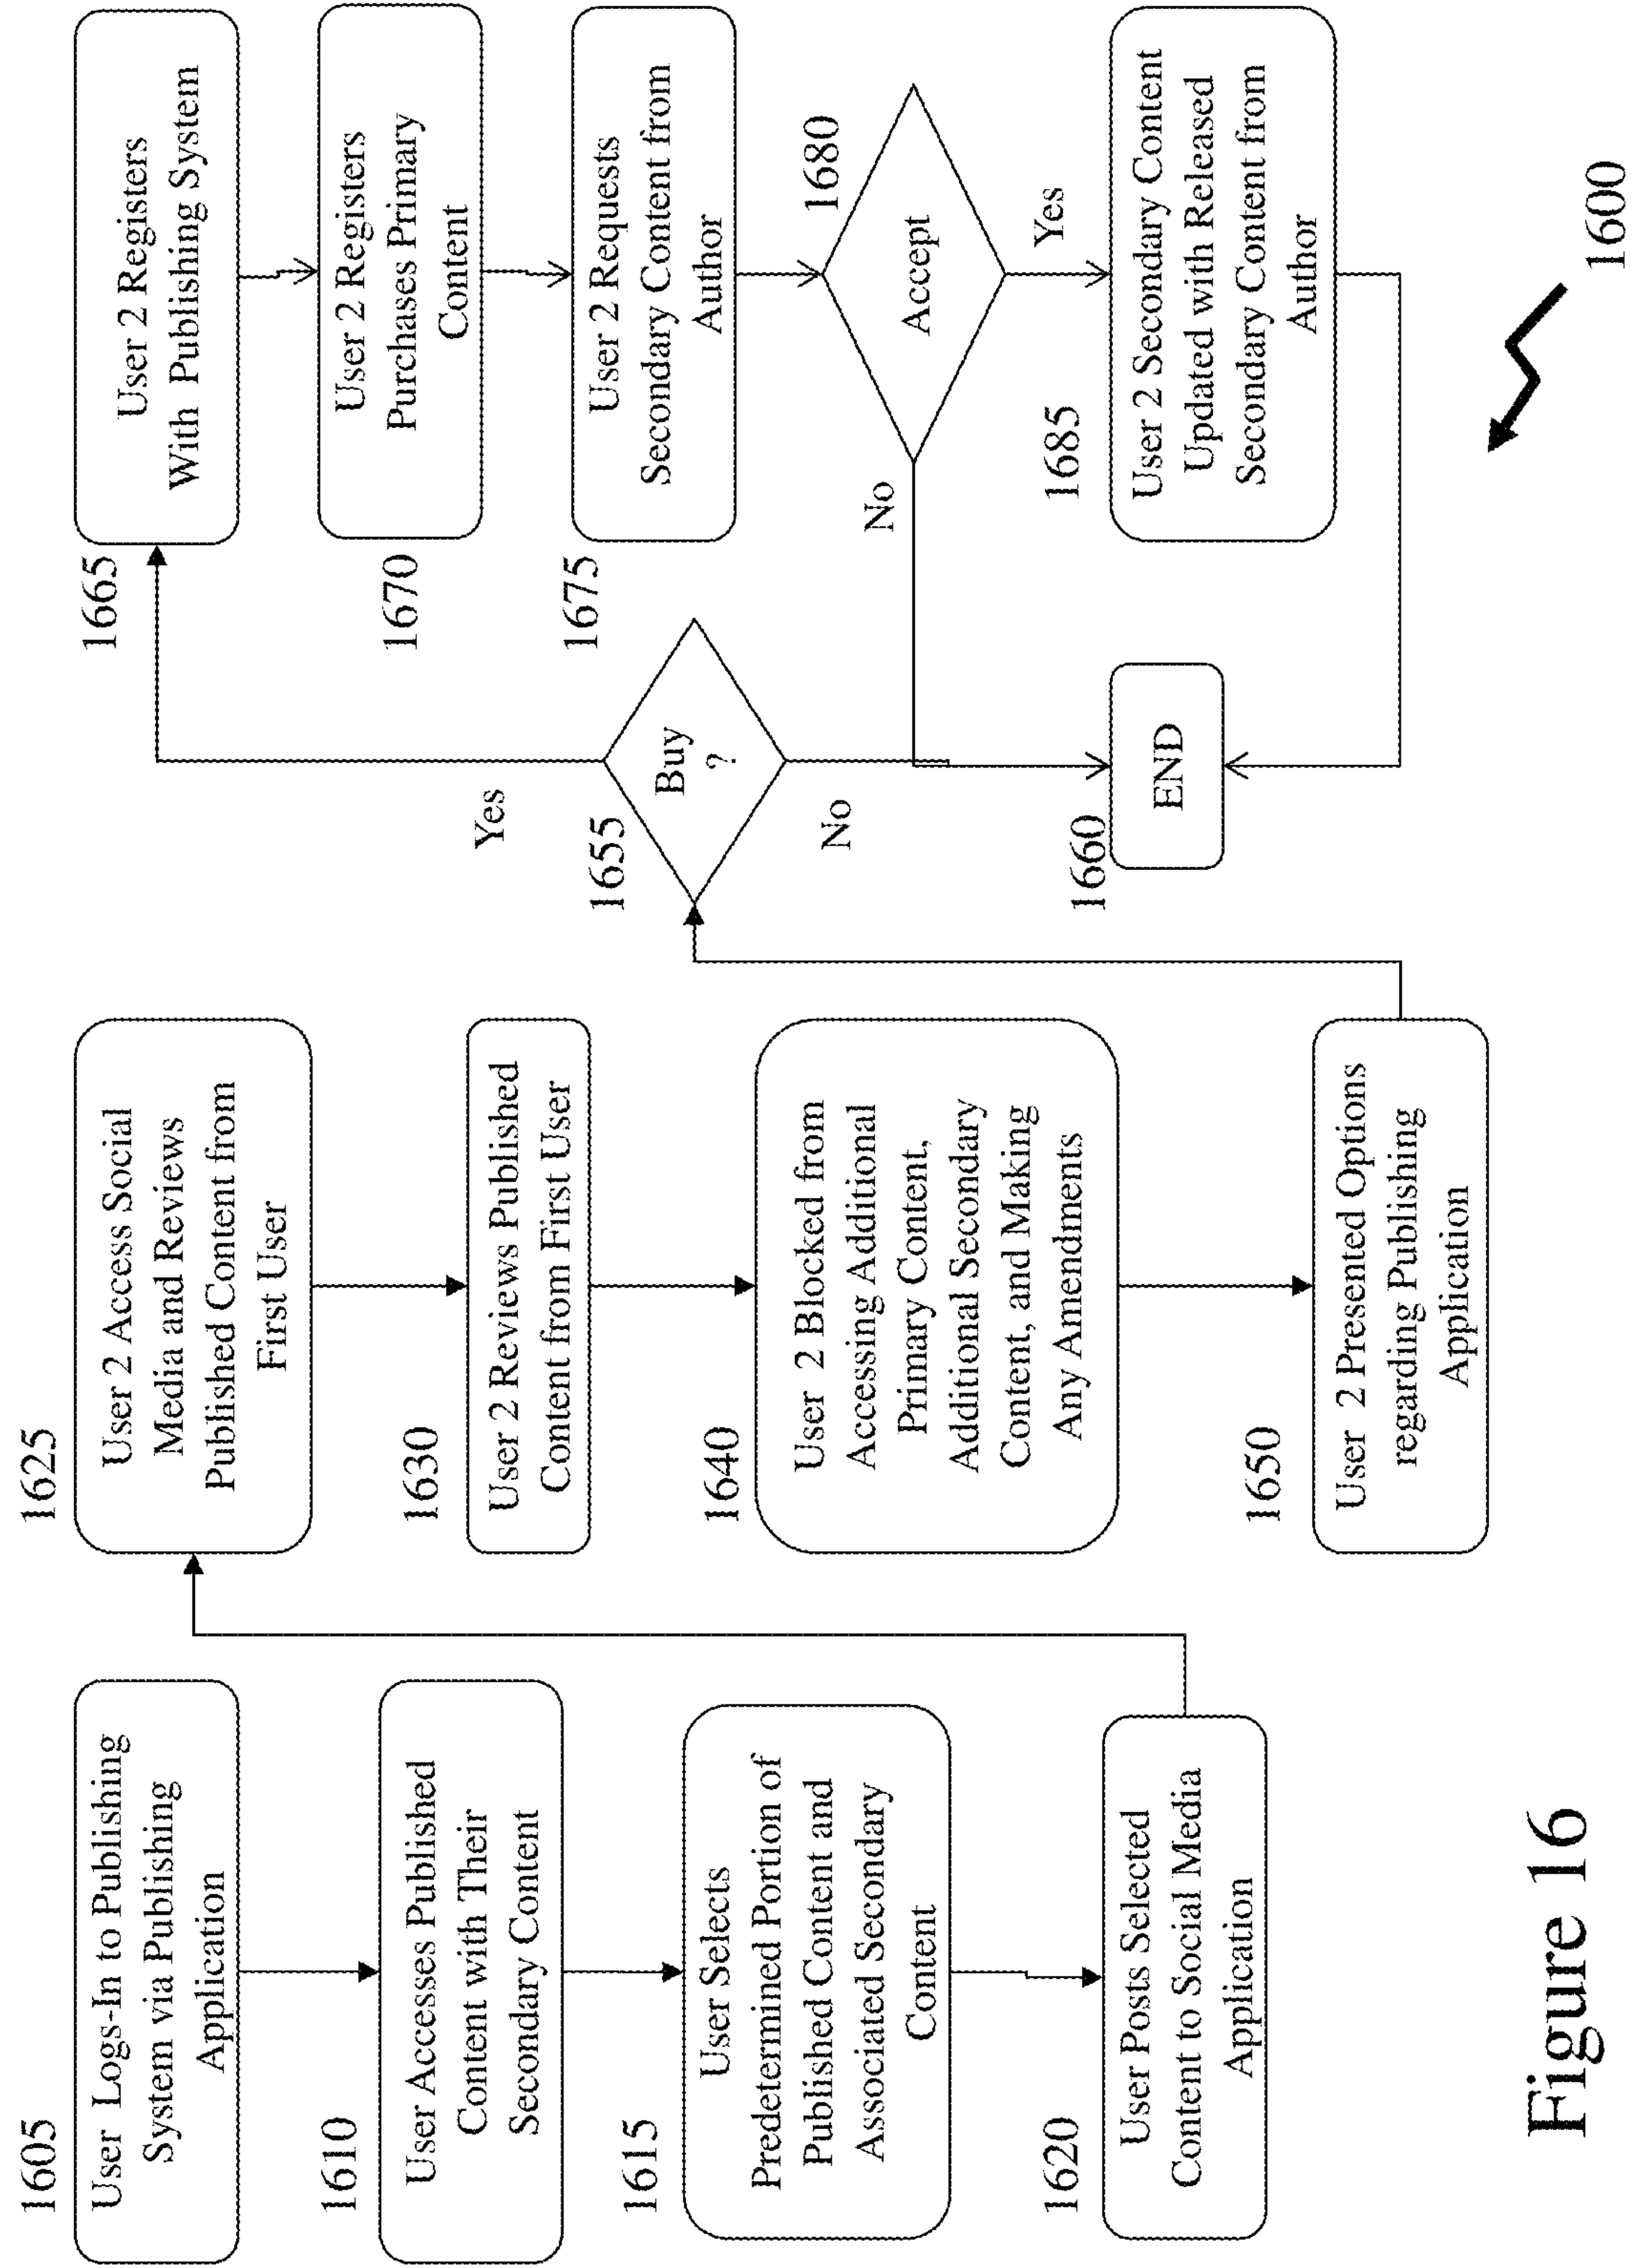 1605
User Logs-In to Publishing
System via Publishing
Application
1610
User Accesses Published
Content with Their
Secondary Content
1615
User Selects
Predetermined Portion of
Published Content and
Associated Secondary
Content
1620
User Posts Selected
Content to Social Media
Application
1625
User 2 Access Social
Media and Reviews
Published Content from
First User
1630
User 2 Reviews Published
Content from First User
1640
User 2 Blocked from
Accessing Additional
Primary Content,
Additional Secondary
Content, and Making
Any Amendments
1650
User 2 Presented Options
regarding Publishing
Application
1655
Buy
?
Yes
No
1660
END
1665
User 2 Registers
With Publishing System
1670
User 2 Registers
Purchases Primary
Content
1675
User 2 Requests
Secondary Content from
Author
1680
Accept
No
Yes
1685
User 2 Secondary Content
Updated with Released
Secondary Content from
Author
1600
Figure 16